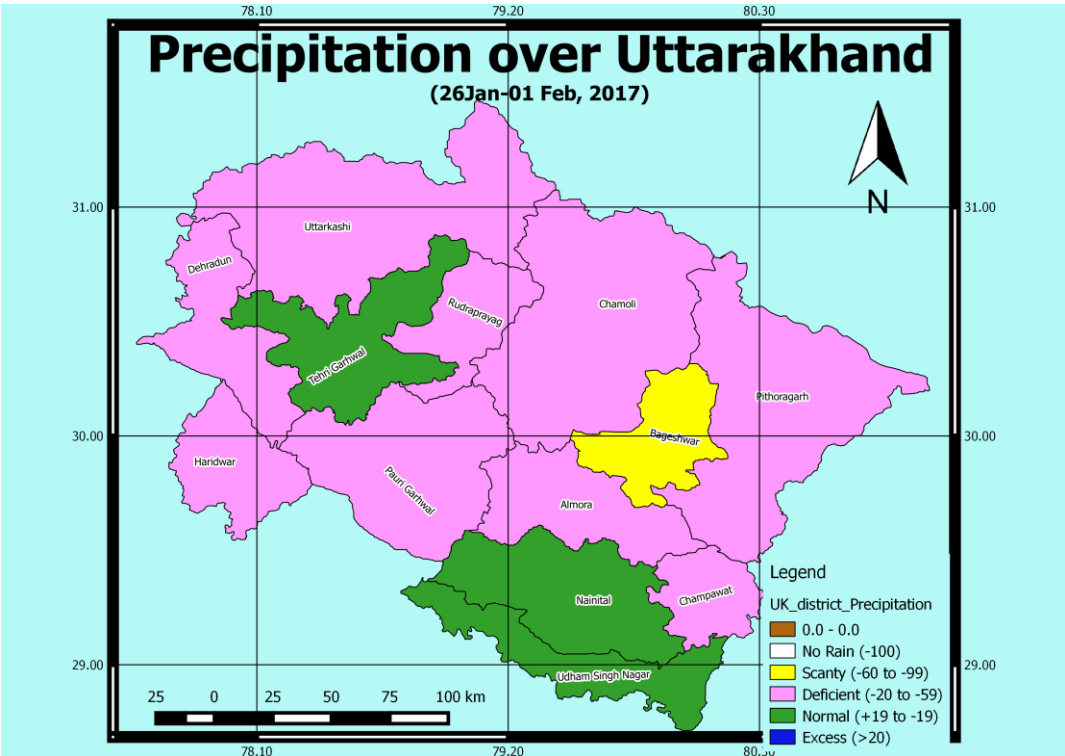 78.10 79.20 80.30
Precipitation over Uttarakhand
(26Jan-01 Feb, 2017)
N
31.00 31.00
Uttarkashi
Dehradun
Rudraprayag
Chamoli
Tehri Garhwal
Pithoragarh
30.00 30.00
Bageshwar
Haridwar
Pauri Garhwal
Almora
Champawat
Nainital
Udham Singh Nagar
29.00 29.00
Legend
UK_district_Precipitation
0.0 - 0.0
No Rain (-100)
Scanty (-60 to -99)
Deficient (-20 to -59)
Normal (+19 to -19)
Excess (>20)
25 0 25 50 75 100 km
78.10 79.20 80.30